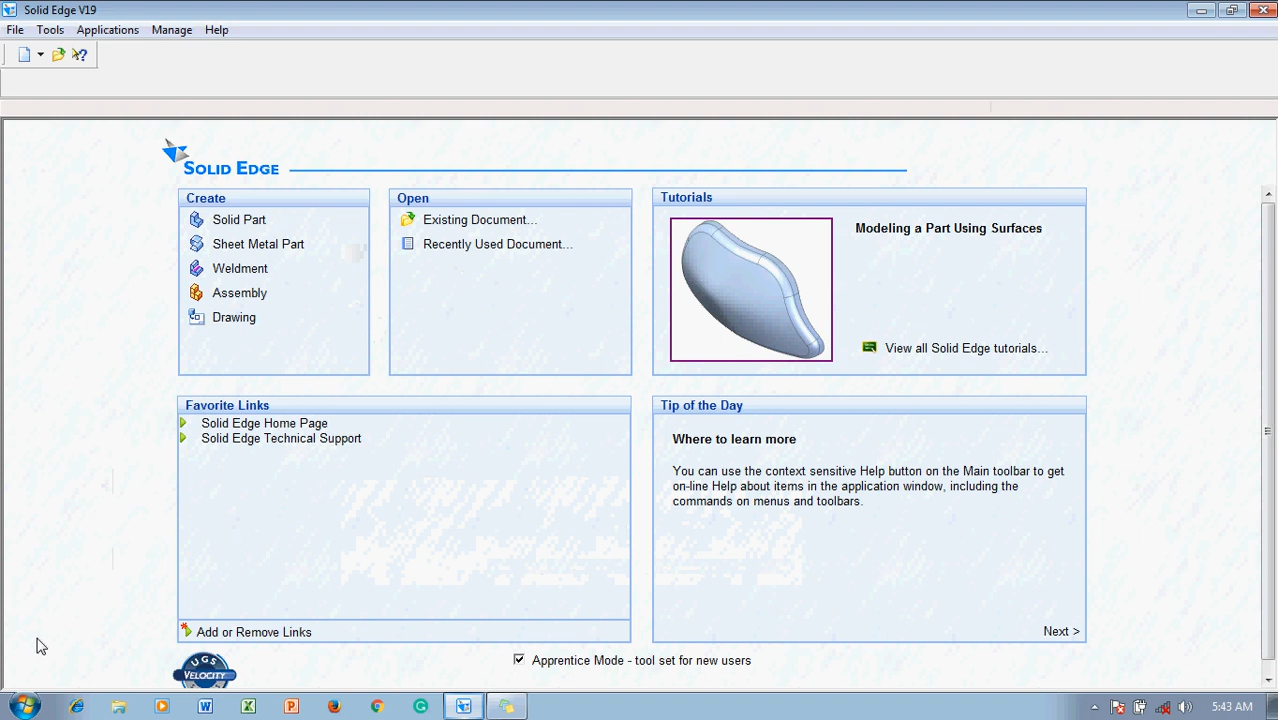 Solid Edge V19
File Tools Applications Manage Help
SOLID EDGE
Create
Solid Part
Sheet Metal Part
Weldment
Assembly
Drawing
Open
Existing Document...
Recently Used Document...
Tutorials
Modeling a Part Using Surfaces
View all Solid Edge tutorials...
Favorite Links
Solid Edge Home Page
Solid Edge Technical Support
Add or Remove Links
Tip of the Day
Where to learn more
You can use the context sensitive Help button on the Main toolbar to get
on-line Help about items in the application window, including the
commands on menus and toolbars.
Next >
UGS
VELOCITY
Apprentice Mode - tool set for new users
5:43 AM